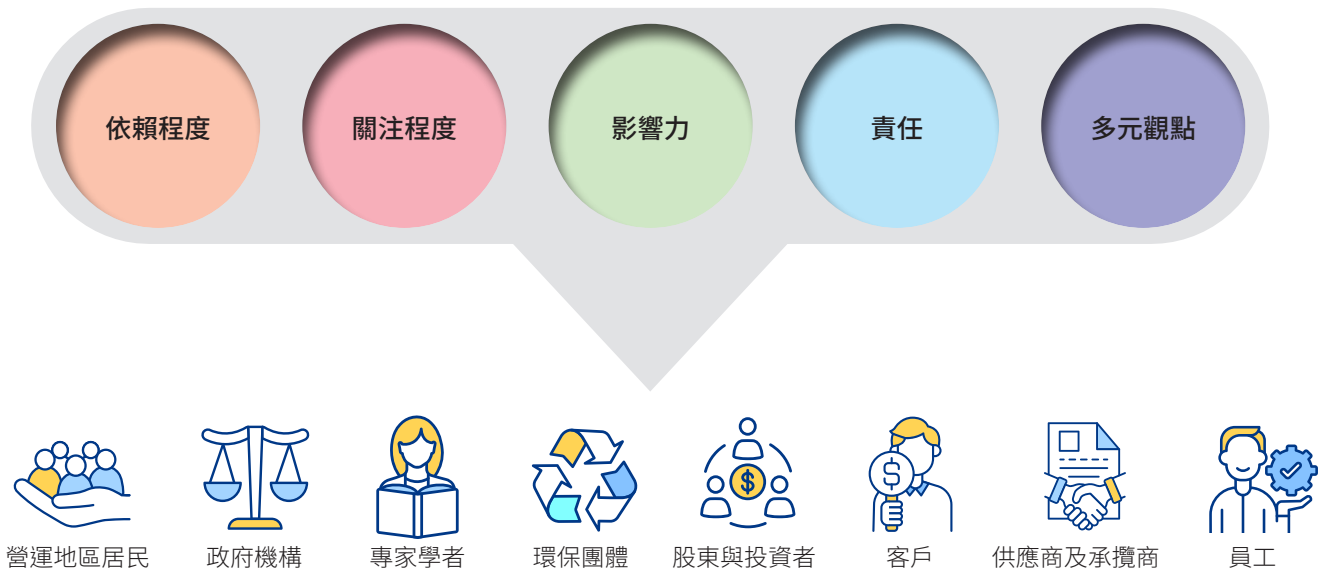 依賴程度
關注程度
影響力
責任
多元觀點
營運地區居民
政府機構
專家學者
環保團體
股東與投資者
客戶
供應商及承攬商
員工